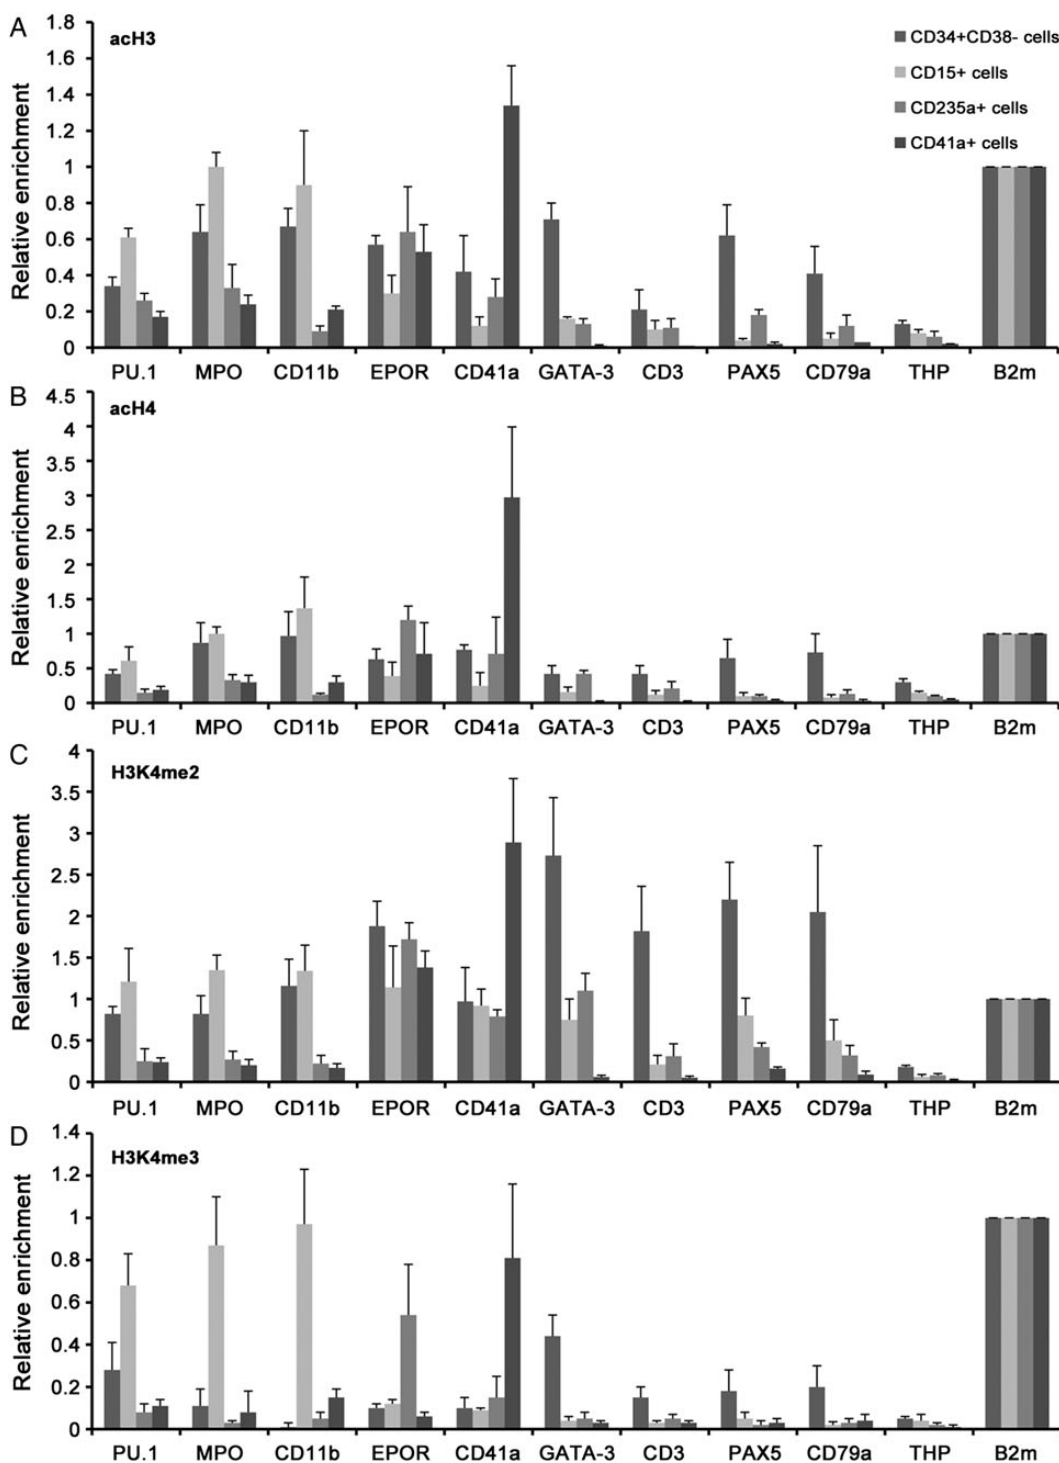 A
acH3
CD34+CD38- cells
CD15+ cells
CD235a+ cells
CD41a+ cells
Relative enrichment
1.8
1.6
1.4
1.2
1
0.8
0.6
0.4
0.2
0
PU.1 MPO CD11b EPOR CD41a GATA-3 CD3 PAX5 CD79a THP B2m
B
acH4
Relative enrichment
4.5
4
3.5
3
2.5
2
1.5
1
0.5
0
PU.1 MPO CD11b EPOR CD41a GATA-3 CD3 PAX5 CD79a THP B2m
C
H3K4me2
Relative enrichment
4
3.5
3
2.5
2
1.5
1
0.5
0
PU.1 MPO CD11b EPOR CD41a GATA-3 CD3 PAX5 CD79a THP B2m
D
H3K4me3
Relative enrichment
1.4
1.2
1
0.8
0.6
0.4
0.2
0
PU.1 MPO CD11b EPOR CD41a GATA-3 CD3 PAX5 CD79a THP B2m